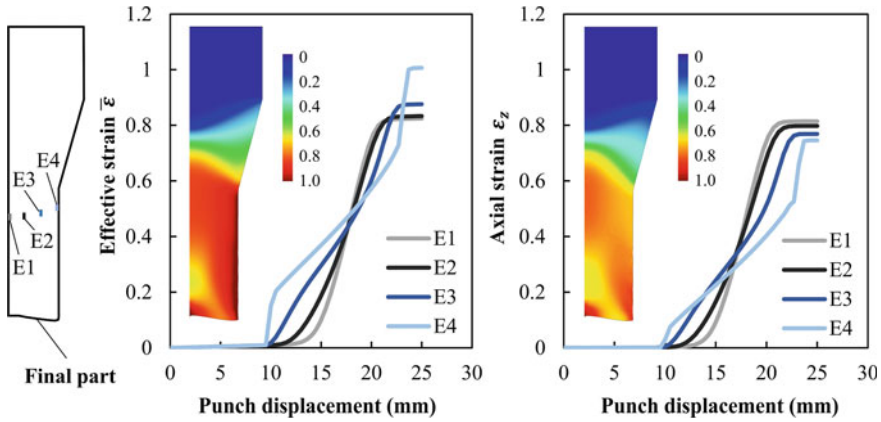 E4
E3
E2
E1
Final part
Effective strain ε̅
1.2
1
0.8
0.6
0.4
0.2
0
0 5 10 15 20 25 30
Punch displacement (mm)
0
0.2
0.4
0.6
0.8
1.0
E1
E2
E3
E4
Axial strain εz
1.2
1
0.8
0.6
0.4
0.2
0
0 5 10 15 20 25 30
Punch displacement (mm)
0
0.2
0.4
0.6
0.8
1.0
E1
E2
E3
E4